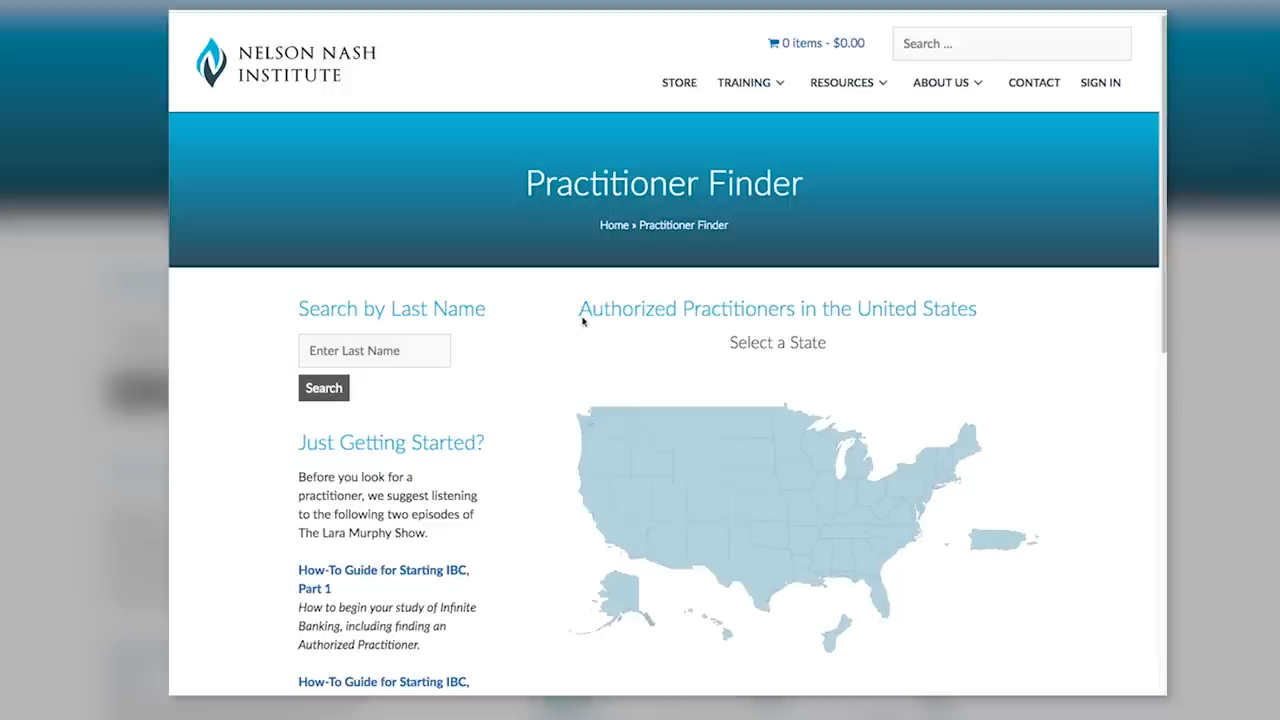 NELSON NASH
INSTITUTE
0 items - $0.00
Search ...
STORE TRAINING RESOURCES ABOUT US CONTACT SIGN IN
Practitioner Finder
Home » Practitioner Finder
Search by Last Name
Enter Last Name
Search
Just Getting Started?
Before you look for a
practitioner, we suggest listening
to the following two episodes of
The Lara Murphy Show.
How-To Guide for Starting IBC,
Part 1
How to begin your study of Infinite
Banking, including finding an
Authorized Practitioner.
How-To Guide for Starting IBC,
Authorized Practitioners in the United States
Select a State